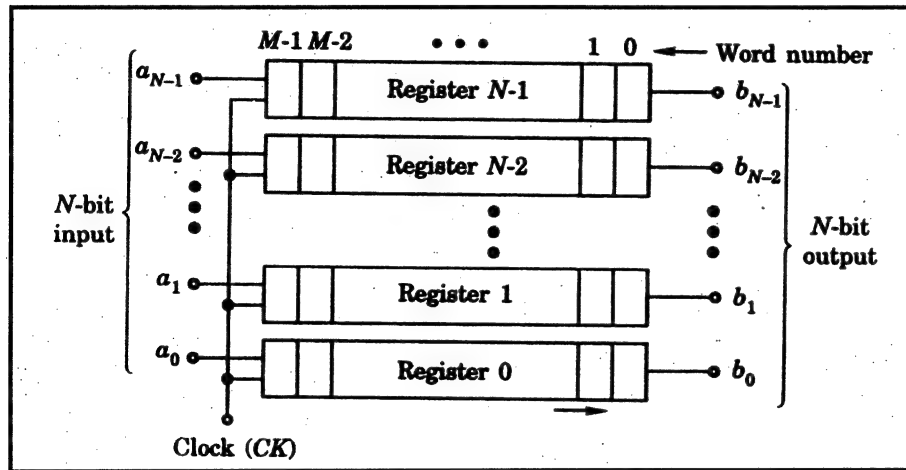 M-1 M-2 • • • 1 0 Word number
a_{N-1} Register N-1 b_{N-1}
a_{N-2} Register N-2 b_{N-2}
N-bit
input
N-bit
output
a_1 Register 1 b_1
a_0 Register 0 b_0
Clock (CK)